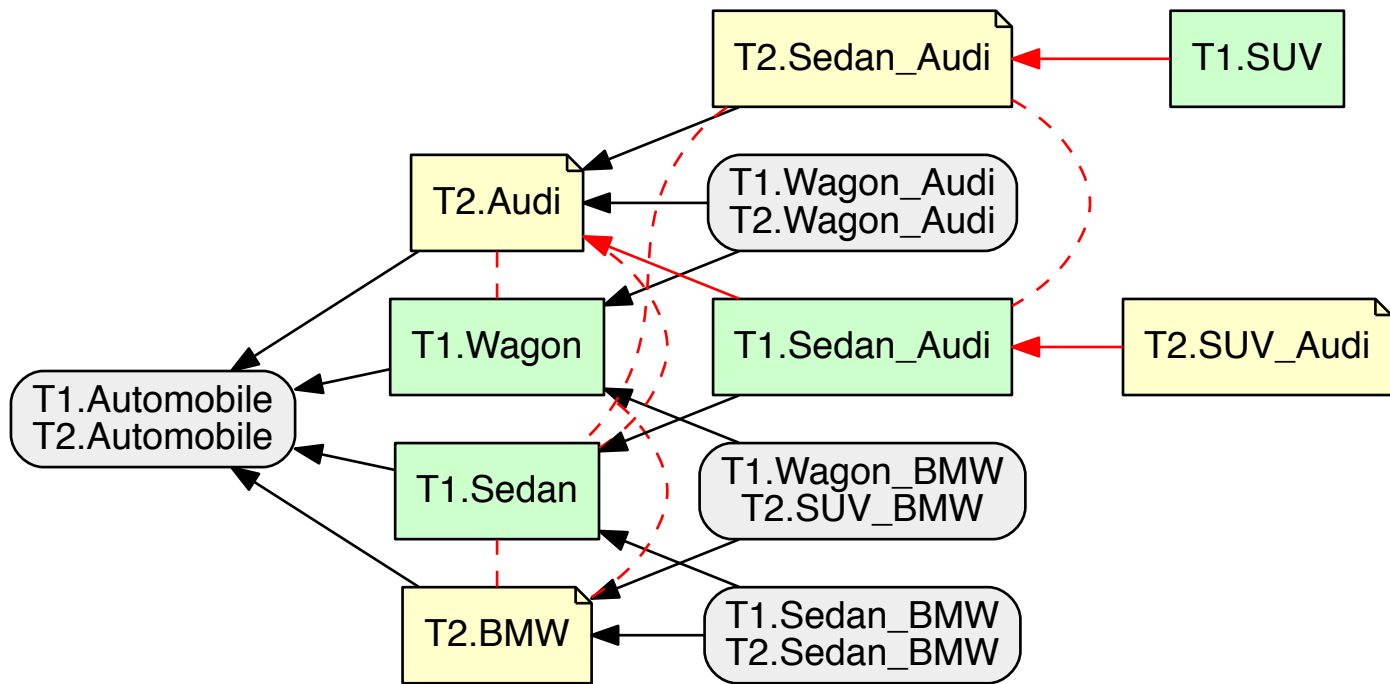 T2.Sedan_Audi
T1.SUV
T2.Audi
T1.Wagon_Audi
T2.Wagon_Audi
T1.Wagon
T1.Sedan_Audi
T2.SUV_Audi
T1.Automobile
T2.Automobile
T1.Sedan
T1.Wagon_BMW
T2.SUV_BMW
T2.BMW
T1.Sedan_BMW
T2.Sedan_BMW